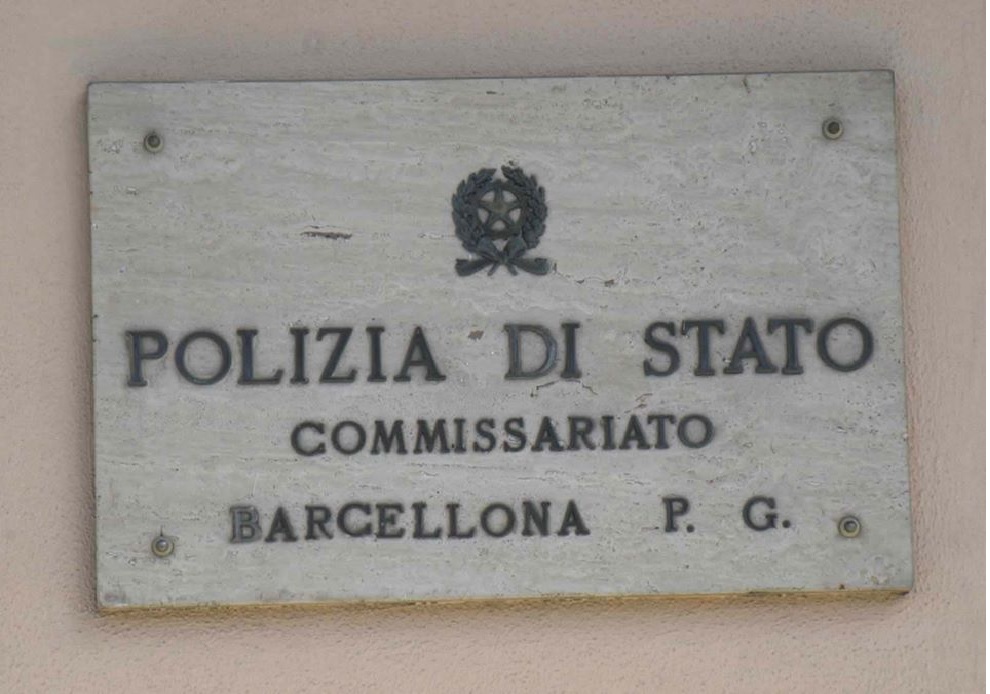 POLIZIA DI STATO
COMMISSARIATO
BARCELLONA P. G.